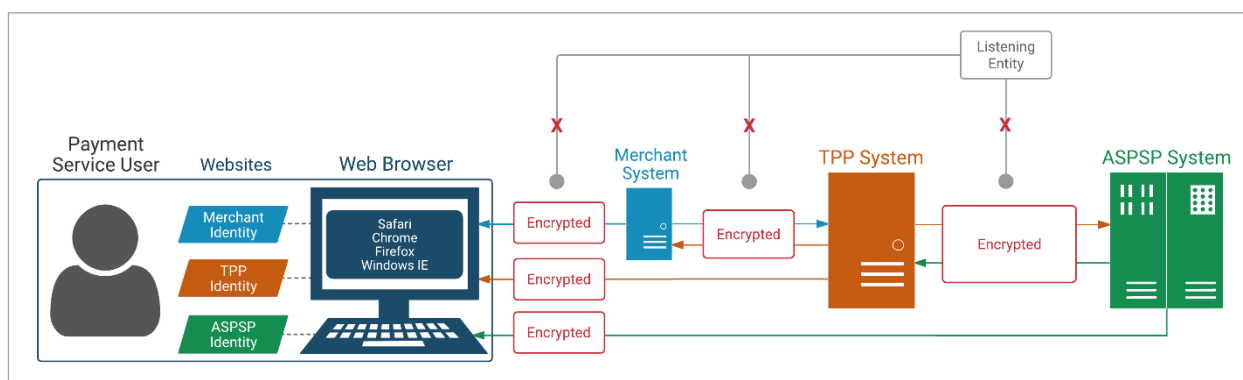 Listening
Entity
X
X
X
Payment
Service User
Websites
Web Browser
Merchant
System
TPP System
ASPSP System
Merchant
Identity
TPP
Identity
ASPSP
Identity
Safari
Chrome
Firefox
Windows IE
Encrypted
Encrypted
Encrypted
Encrypted
Encrypted